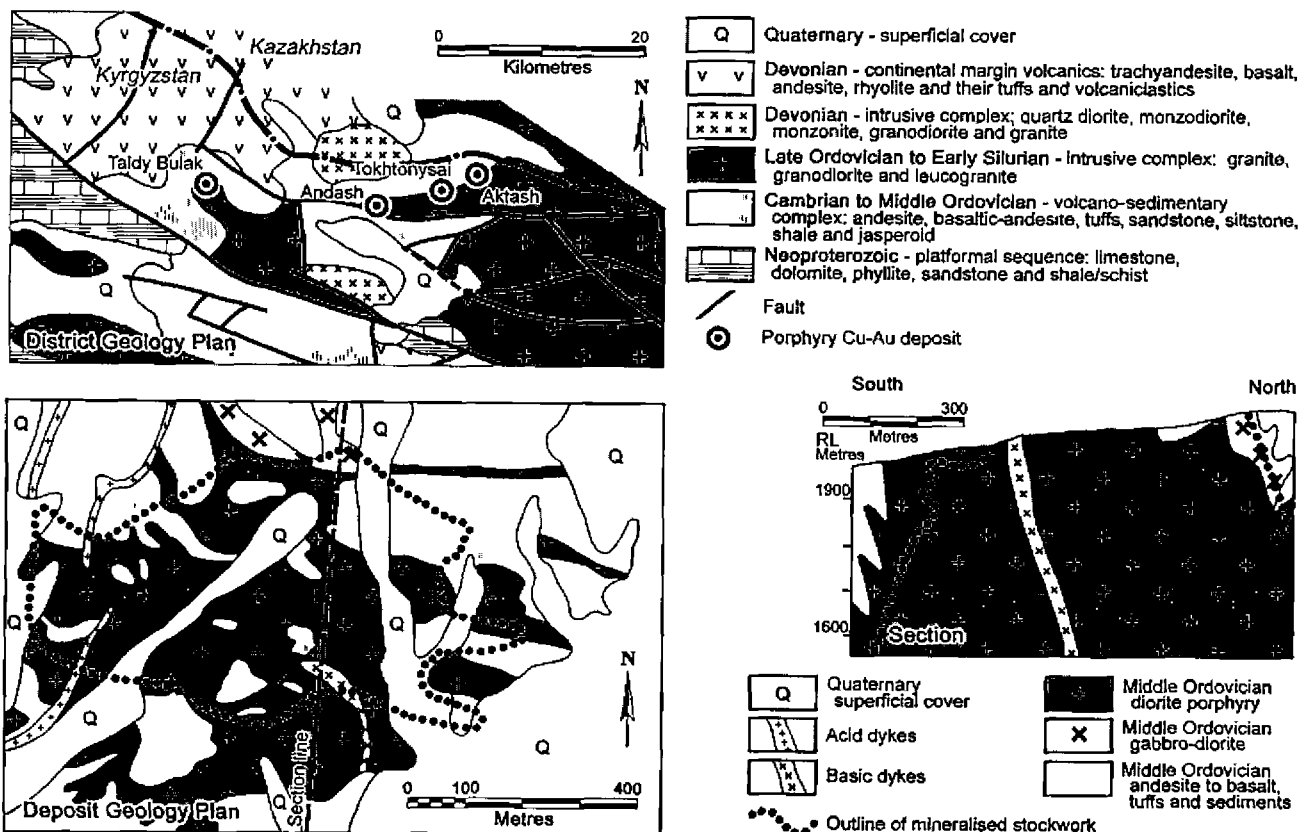 Kazakhstan
Kyrgyzstan
0 20
Kilometres
N
Q
Taldy Bulak
Tokhtonysai
Andash
Aktash
Q
Q
District Geology Plan
Q Quaternary - superficial cover
Devonian - continental margin volcanics: trachyandesite, basalt,
andesite, rhyolite and their tuffs and volcaniclastics
Devonian - intrusive complex; quartz diorite, monzodiorite,
monzonite, granodiorite and granite
Late Ordovician to Early Silurian - intrusive complex: granite,
granodiorite and leucogranite
Cambrian to Middle Ordovician - volcano-sedimentary
complex: andesite, basaltic-andesite, tuffs, sandstone, siltstone,
shale and jasperoid
Neoproterozoic - platformal sequence: limestone,
dolomite, phyllite, sandstone and shale/schist
Fault
Porphyry Cu-Au deposit
Q
Q
Q
Q
Q
Q
Q
Q
Q
N
Section line
0 100 400
Metres
Deposit Geology Plan
South North
0 300
Metres
RL
Metres
1900
1600
Section
Q Quaternary
superficial cover
Acid dykes
Basic dykes
Outline of mineralised stockwork
Middle Ordovician
diorite porphyry
Middle Ordovician
gabbro-diorite
Middle Ordovician
andesite to basalt,
tuffs and sediments